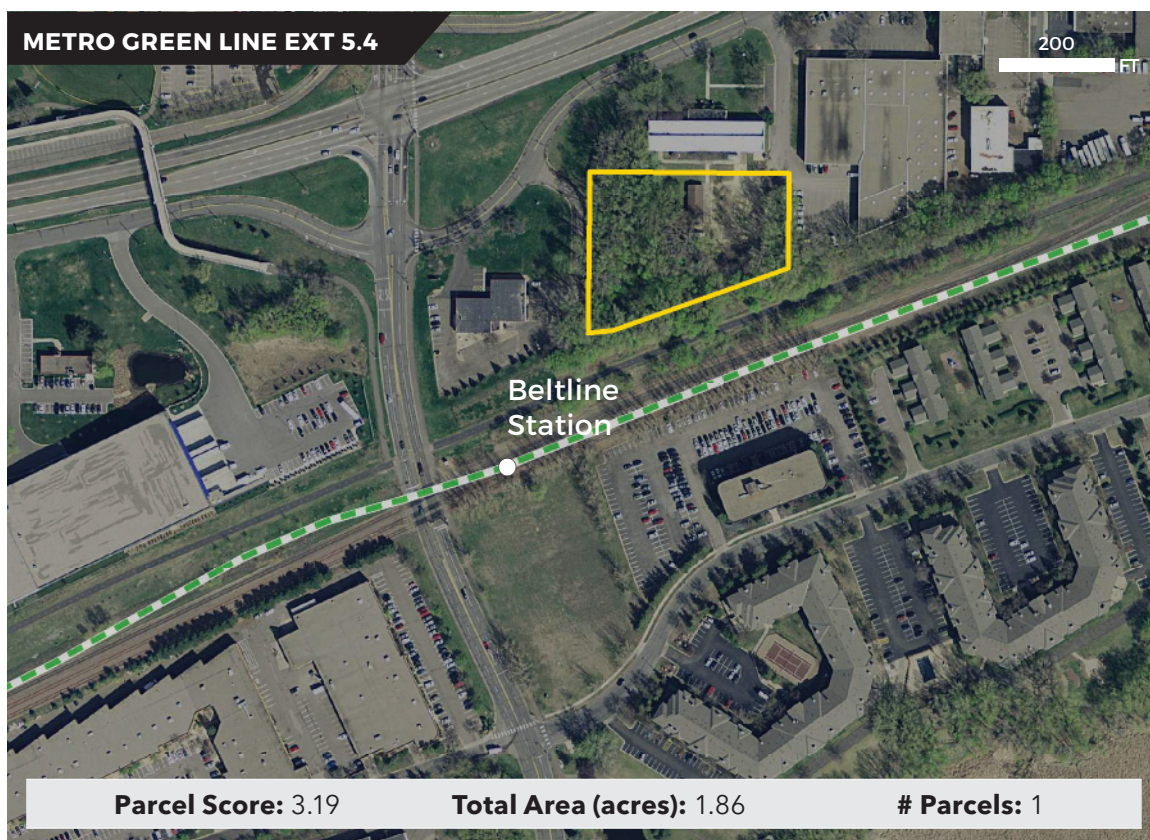 METRO GREEN LINE EXT 5.4
200
FT
Beltline
Station
Parcel Score: 3.19 Total Area (acres): 1.86 # Parcels: 1